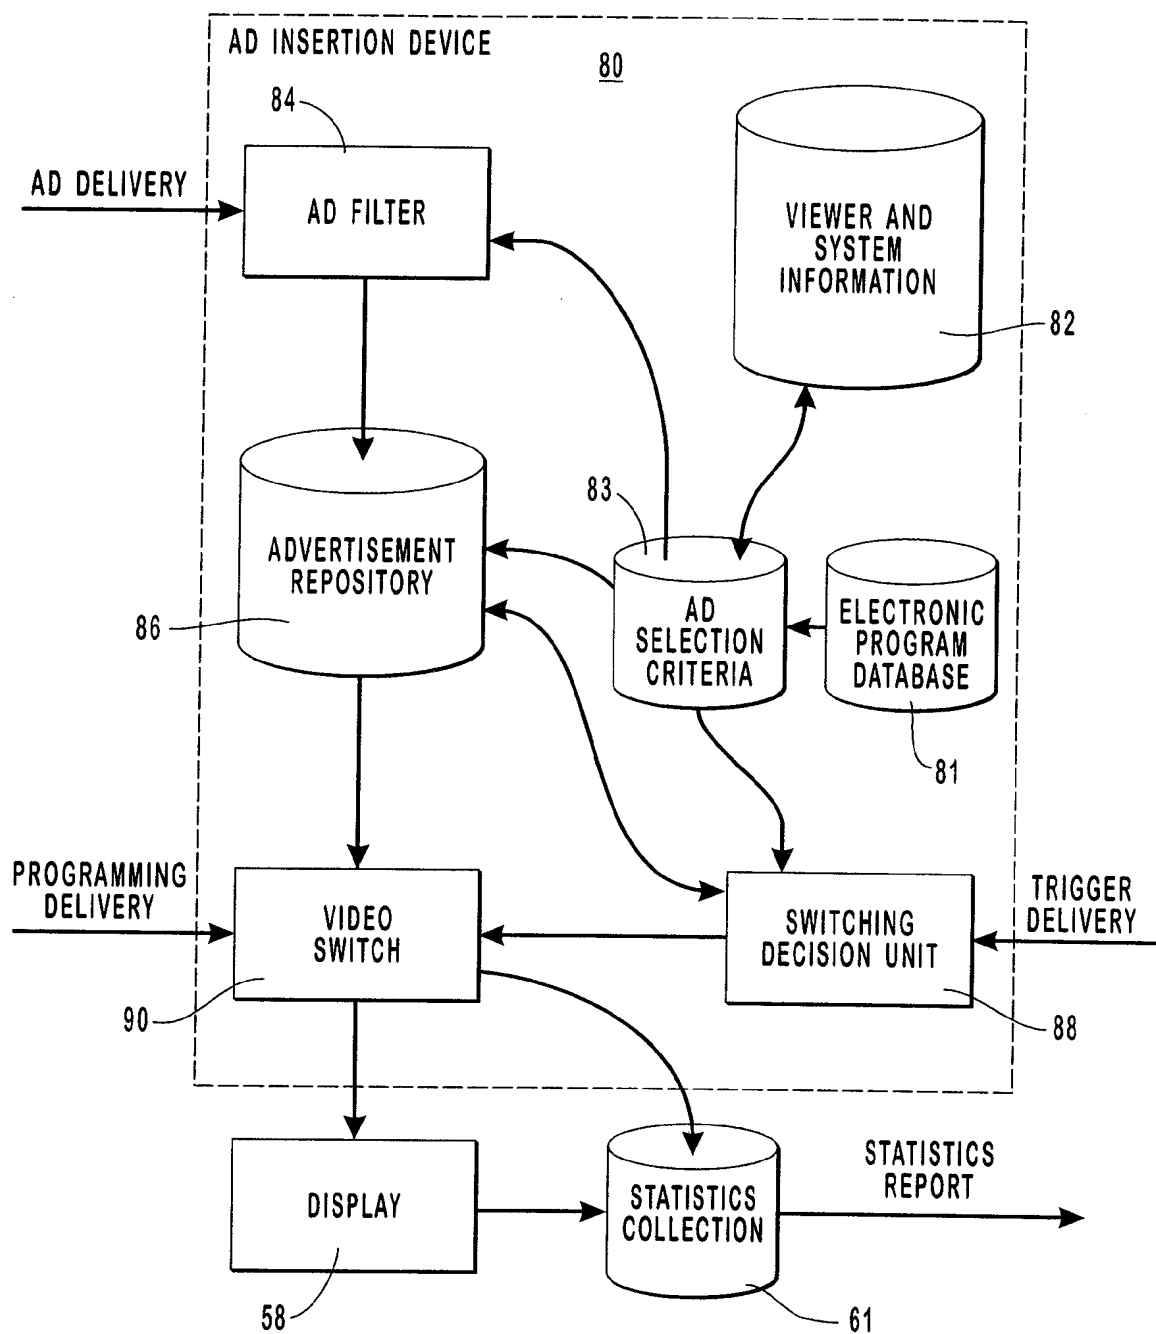 AD INSERTION DEVICE
80
84
AD DELIVERY
AD FILTER
VIEWER AND
SYSTEM
INFORMATION
82
83
ADVERTISEMENT
REPOSITORY
86
AD
SELECTION
CRITERIA
ELECTRONIC
PROGRAM
DATABASE
81
PROGRAMMING
DELIVERY
VIDEO
SWITCH
90
SWITCHING
DECISION UNIT
88
TRIGGER
DELIVERY
DISPLAY
58
STATISTICS
COLLECTION
61
STATISTICS
REPORT